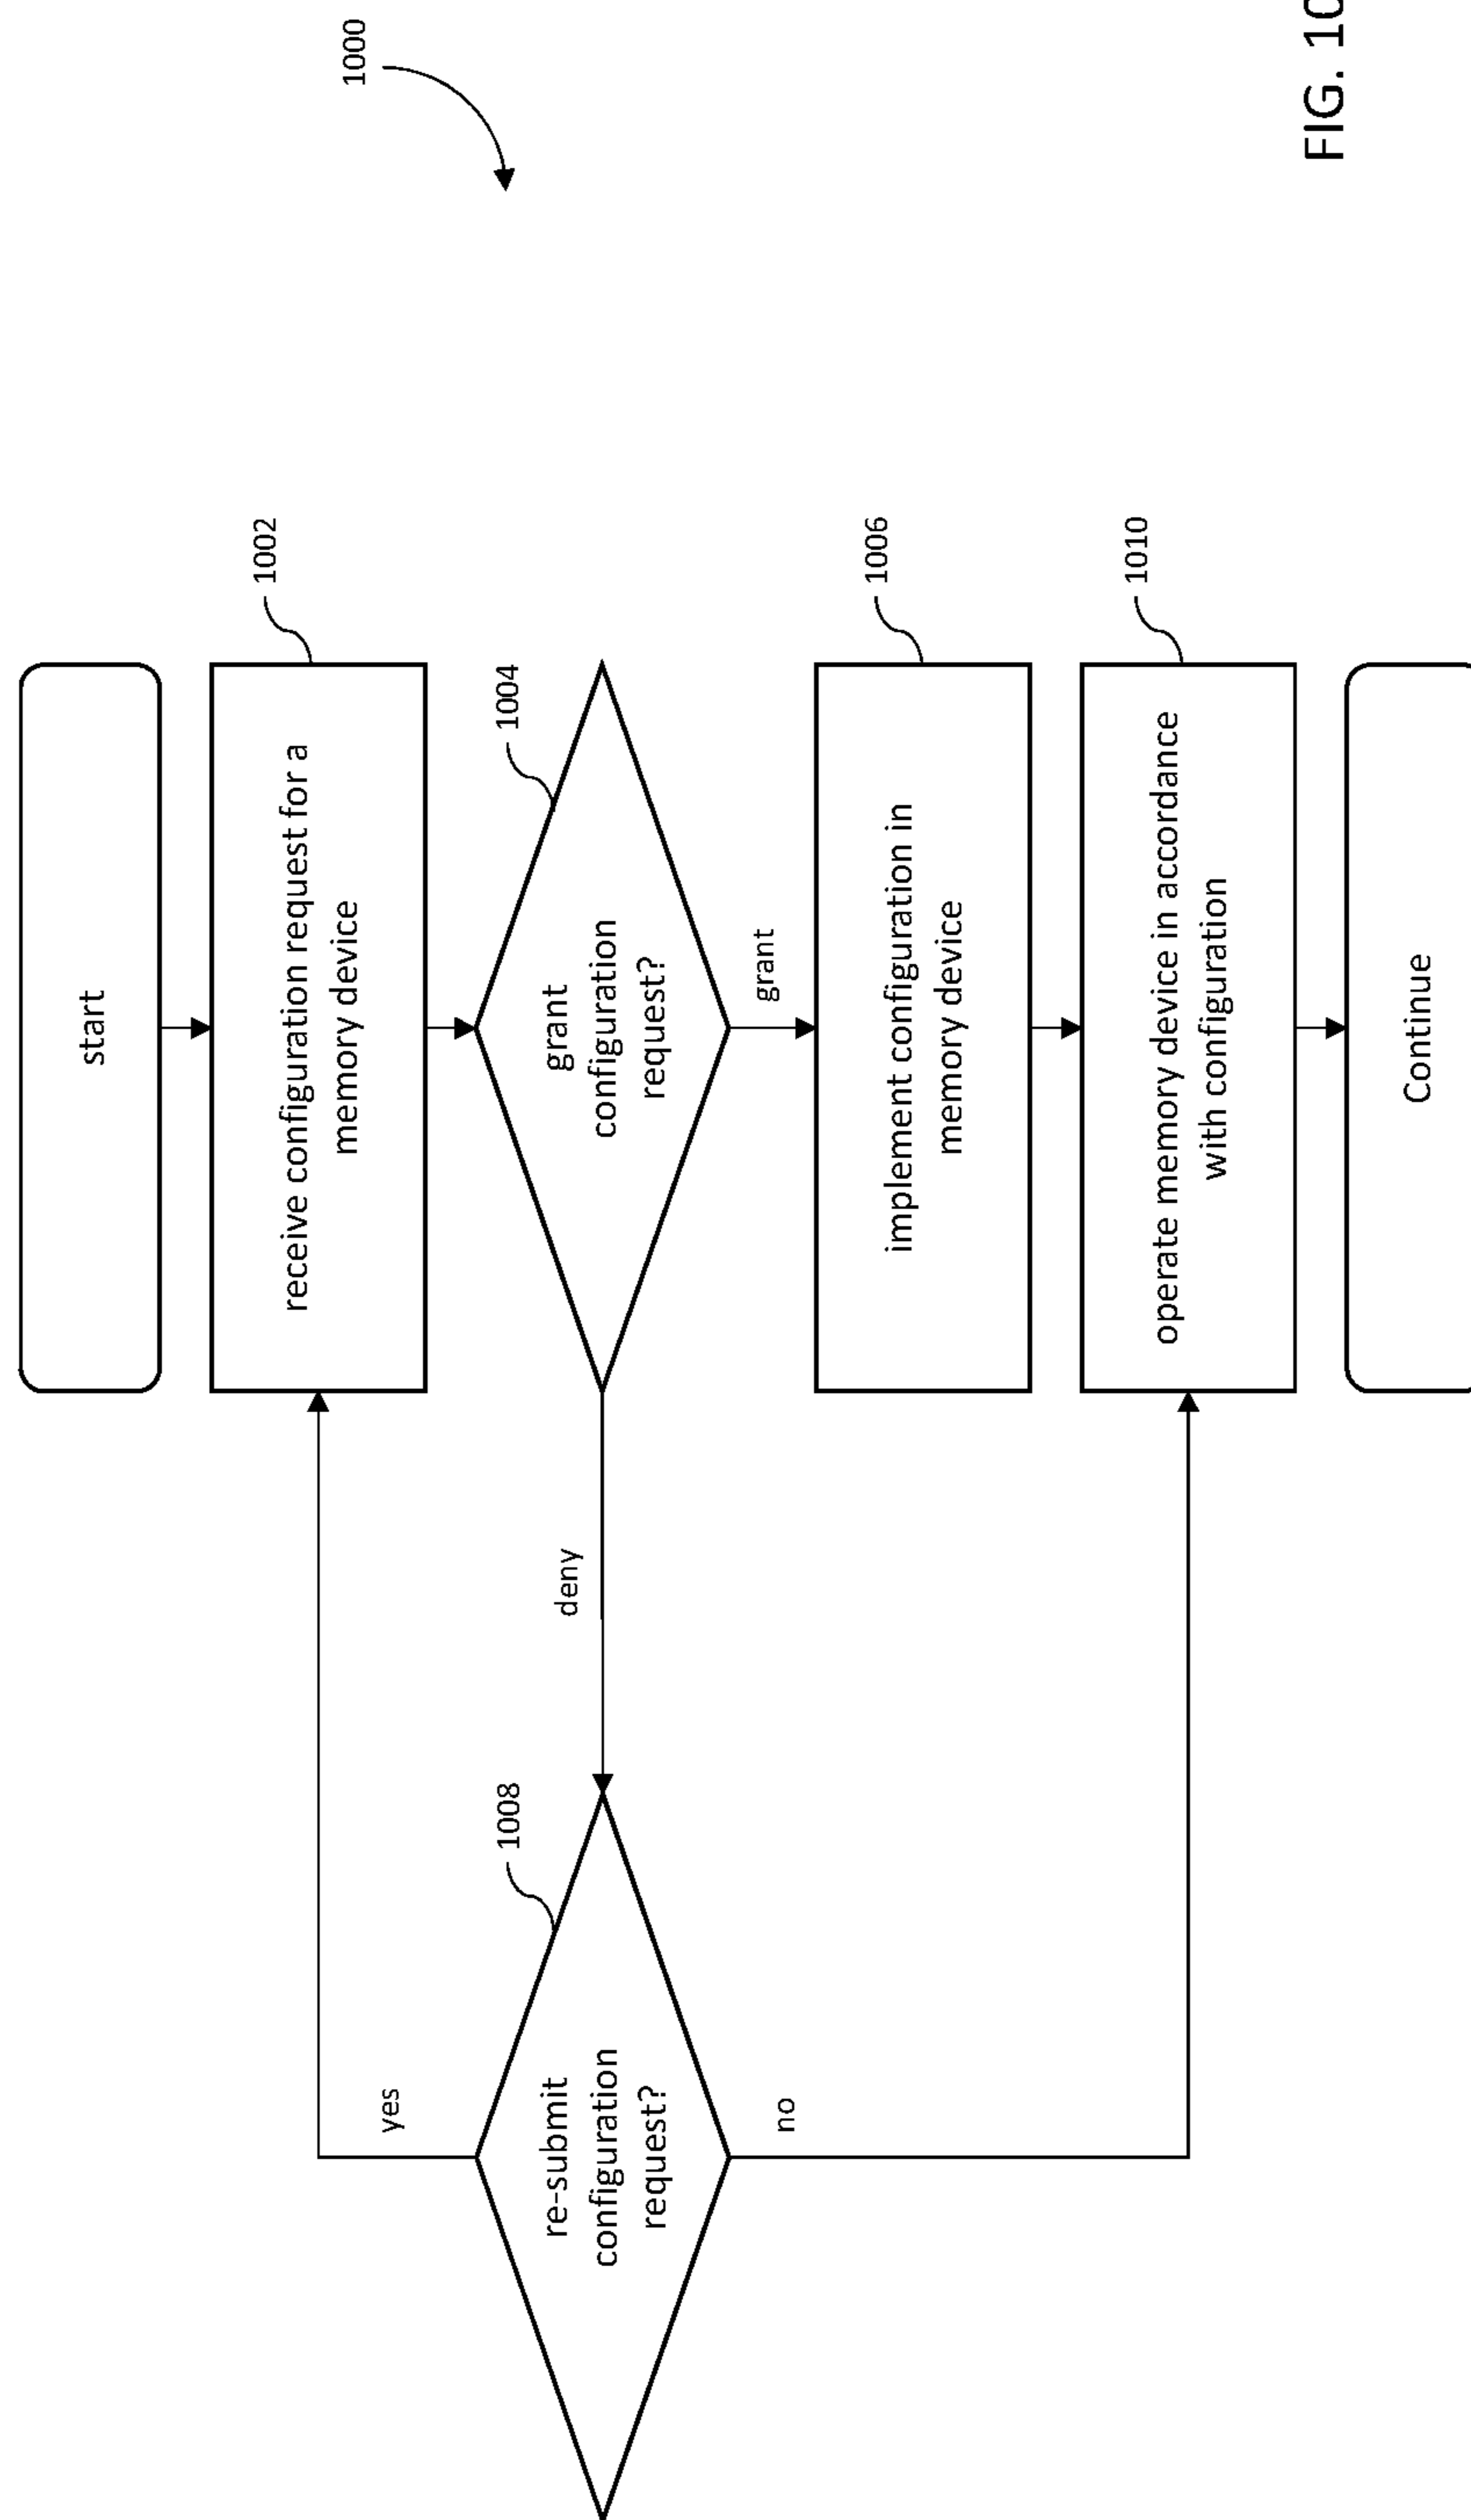 start
1000
receive configuration request for a
memory device
1002
grant
configuration
request?
1004
deny
re-submit
configuration
request?
1008
yes
no
grant
implement configuration in
memory device
1006
operate memory device in accordance
with configuration
1010
Continue
FIG. 10